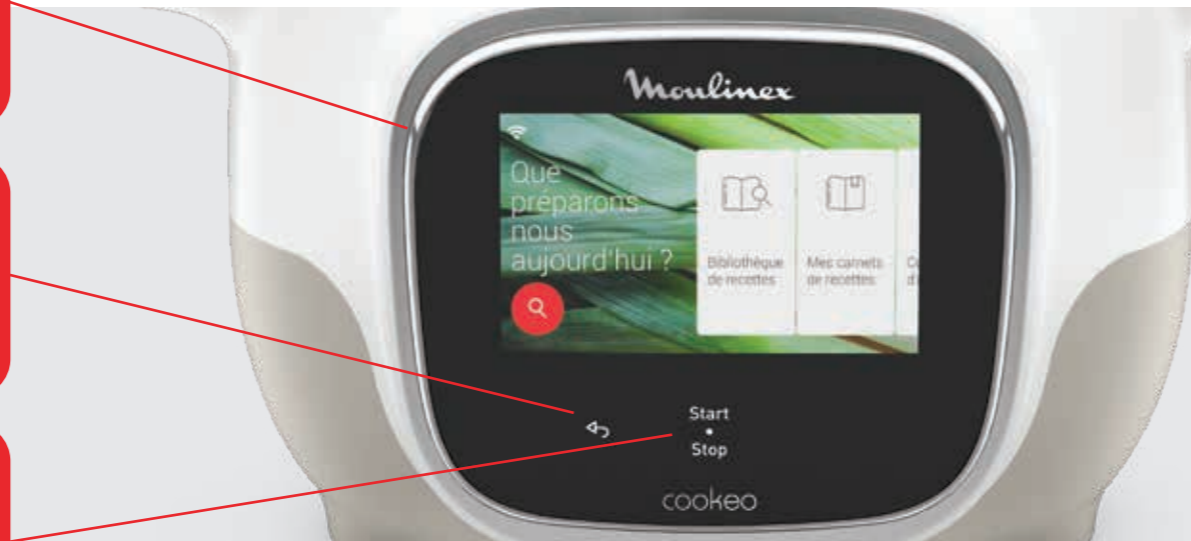 Moulinex
Que
préparons
nous
aujourd'hui ?
Bibliothèque
de recettes
Mes carnets
de recettes
Start
Stop
cookeo